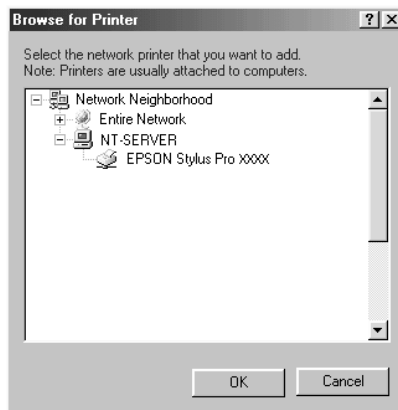 Browse for Printer
Select the network printer that you want to add.
Note: Printers are usually attached to computers.
Network Neighborhood
Entire Network
NT-SERVER
EPSON Stylus Pro XXXX
OK
Cancel